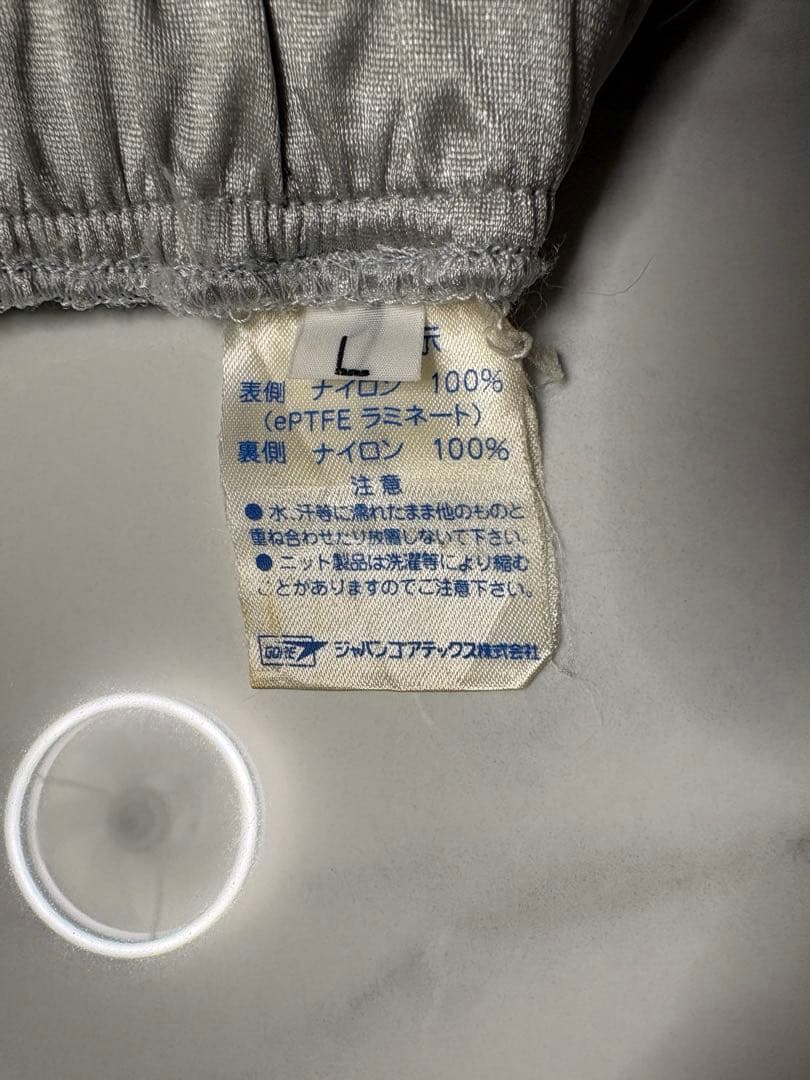 L 示
表側 ナイロン 100%
(ePTFE ラミネート)
裏側 ナイロン 100%
注意
● 水、汗等に濡れたまま他のものと
重ね合わせたり放置しないで下さい。
● ニット製品は洗濯等により縮む
ことがありますのでご注意下さい。
GORE ジャパンゴアテックス株式会社